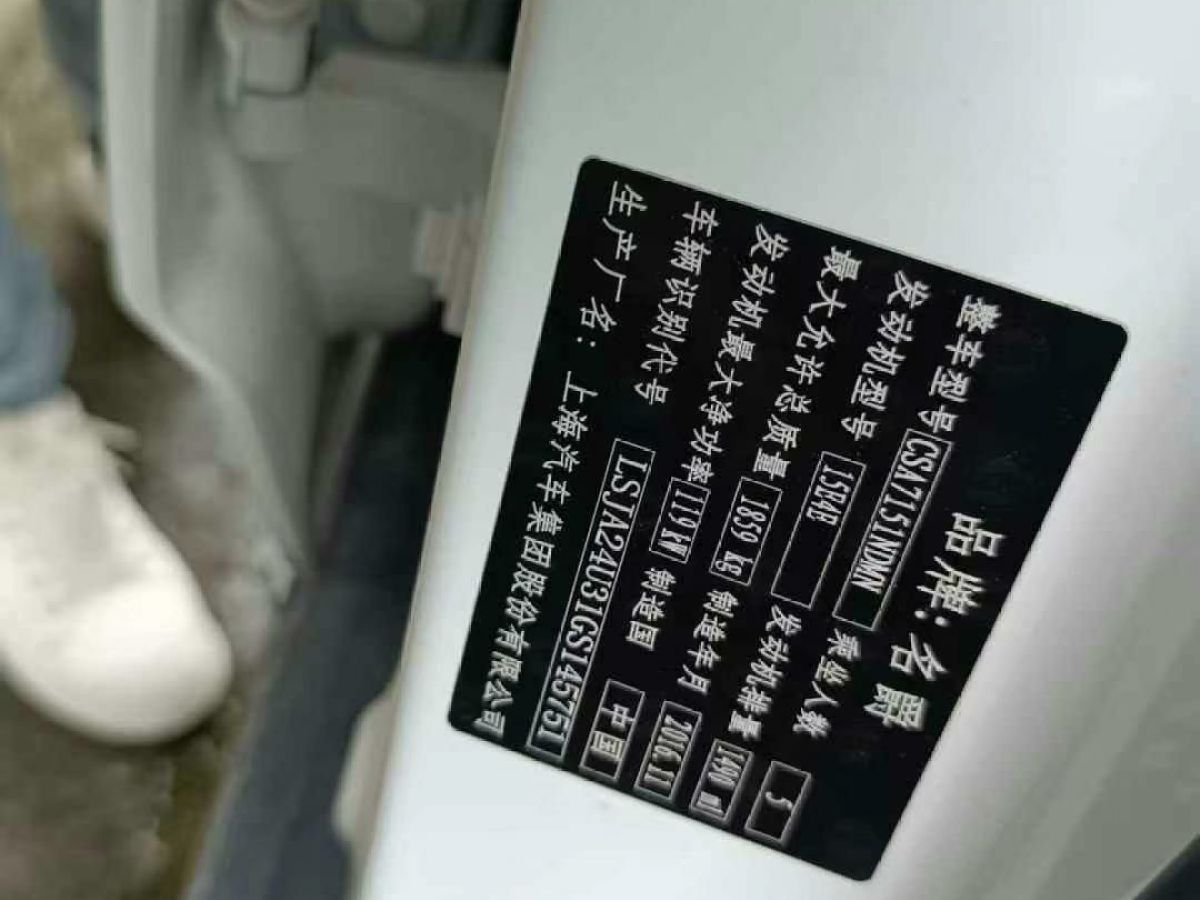 品牌:名爵
整车型号 CSA7151NDMN 乘坐人数 5
发动机型号 15E4E 发动机排量 1490 ml
最大允许总质量 1859 kg 制造年月 2016.11
发动机最大净功率 119 kW 制造国 中国
车辆识别代号 LSJA24U31GS145751
生产厂名: 上海汽车集团股份有限公司